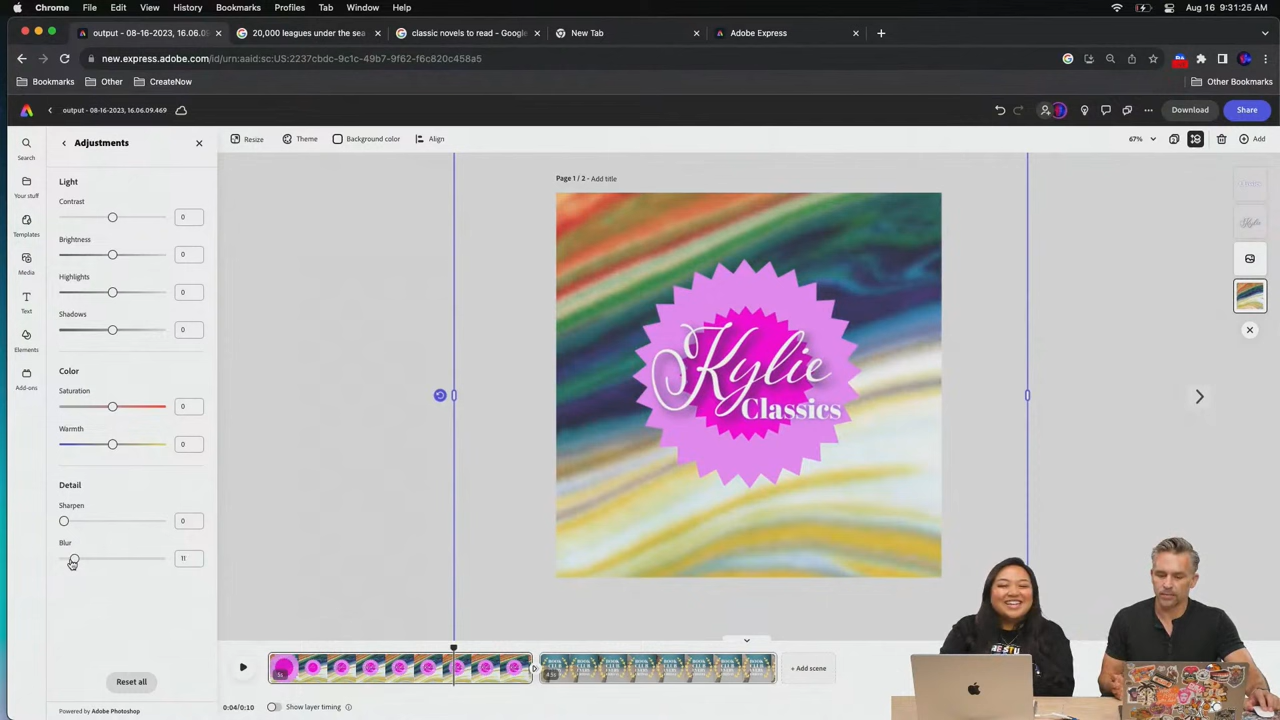 Chrome File Edit View History Bookmarks Profiles Tab Window Help
Aug 16 9:31:25 AM
output - 08-16-2023, 16.06.09
20,000 leagues under the sea
classic novels to read - Google
New Tab
Adobe Express
new.express.adobe.com/id/urn:aaid:sc:US:2237cbdc-9c1c-49b7-9f62-f6c820c458a5
Bookmarks Other CreateNow Other Bookmarks
output - 08-16-2023, 16.06.09.469
Download Share
Adjustments
Resize Theme Background color Align 67% Add
Search
Your stuff
Templates
Media
Text
Elements
Add-ons
Light
Contrast
0
Brightness
0
Highlights
0
Shadows
0
Color
Saturation
0
Warmth
0
Detail
Sharpen
0
Blur
11
Reset all
Powered by Adobe Photoshop
Page 1 / 2 - Add title
Kylie
Classics
5s
+ Add scene
0:04/0:10 Show layer timing